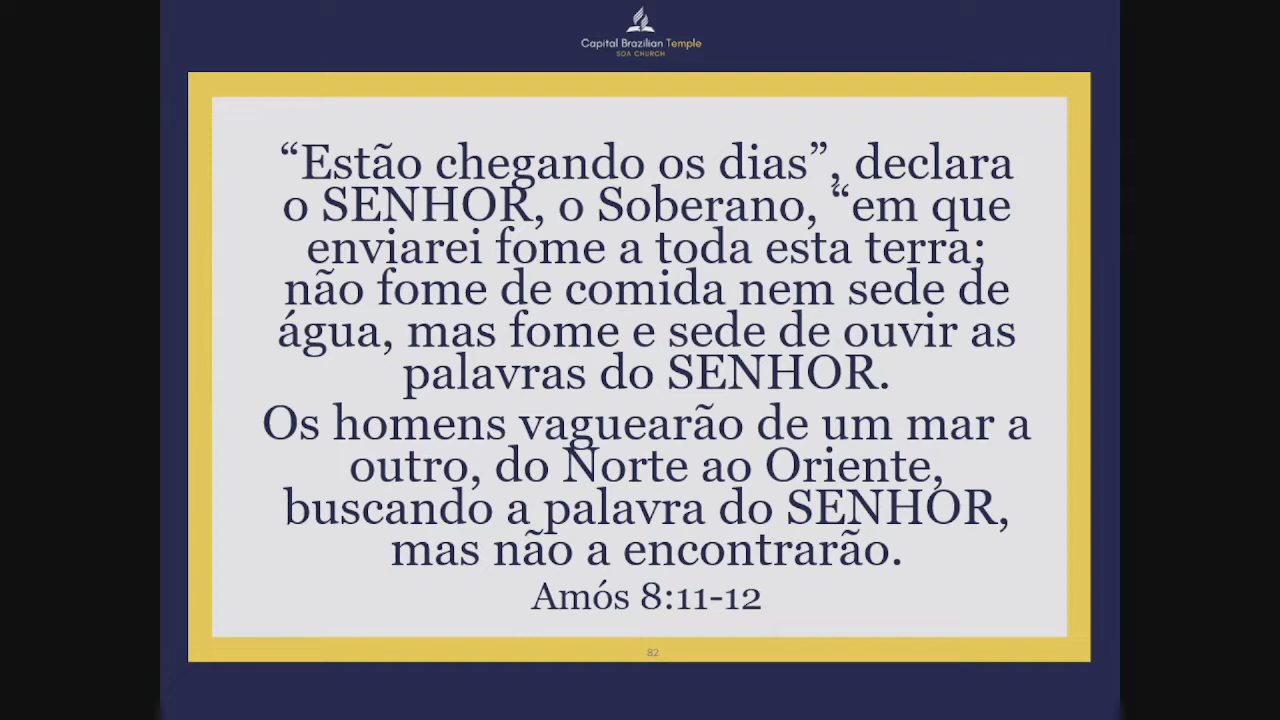 Capital Brazilian Temple
SDA CHURCH
“Estão chegando os dias”, declara
o SENHOR, o Soberano, “em que
enviarei fome a toda esta terra;
não fome de comida nem sede de
água, mas fome e sede de ouvir as
palavras do SENHOR.
Os homens vaguearão de um mar a
outro, do Norte ao Oriente,
buscando a palavra do SENHOR,
mas não a encontrarão.
Amós 8:11-12
82